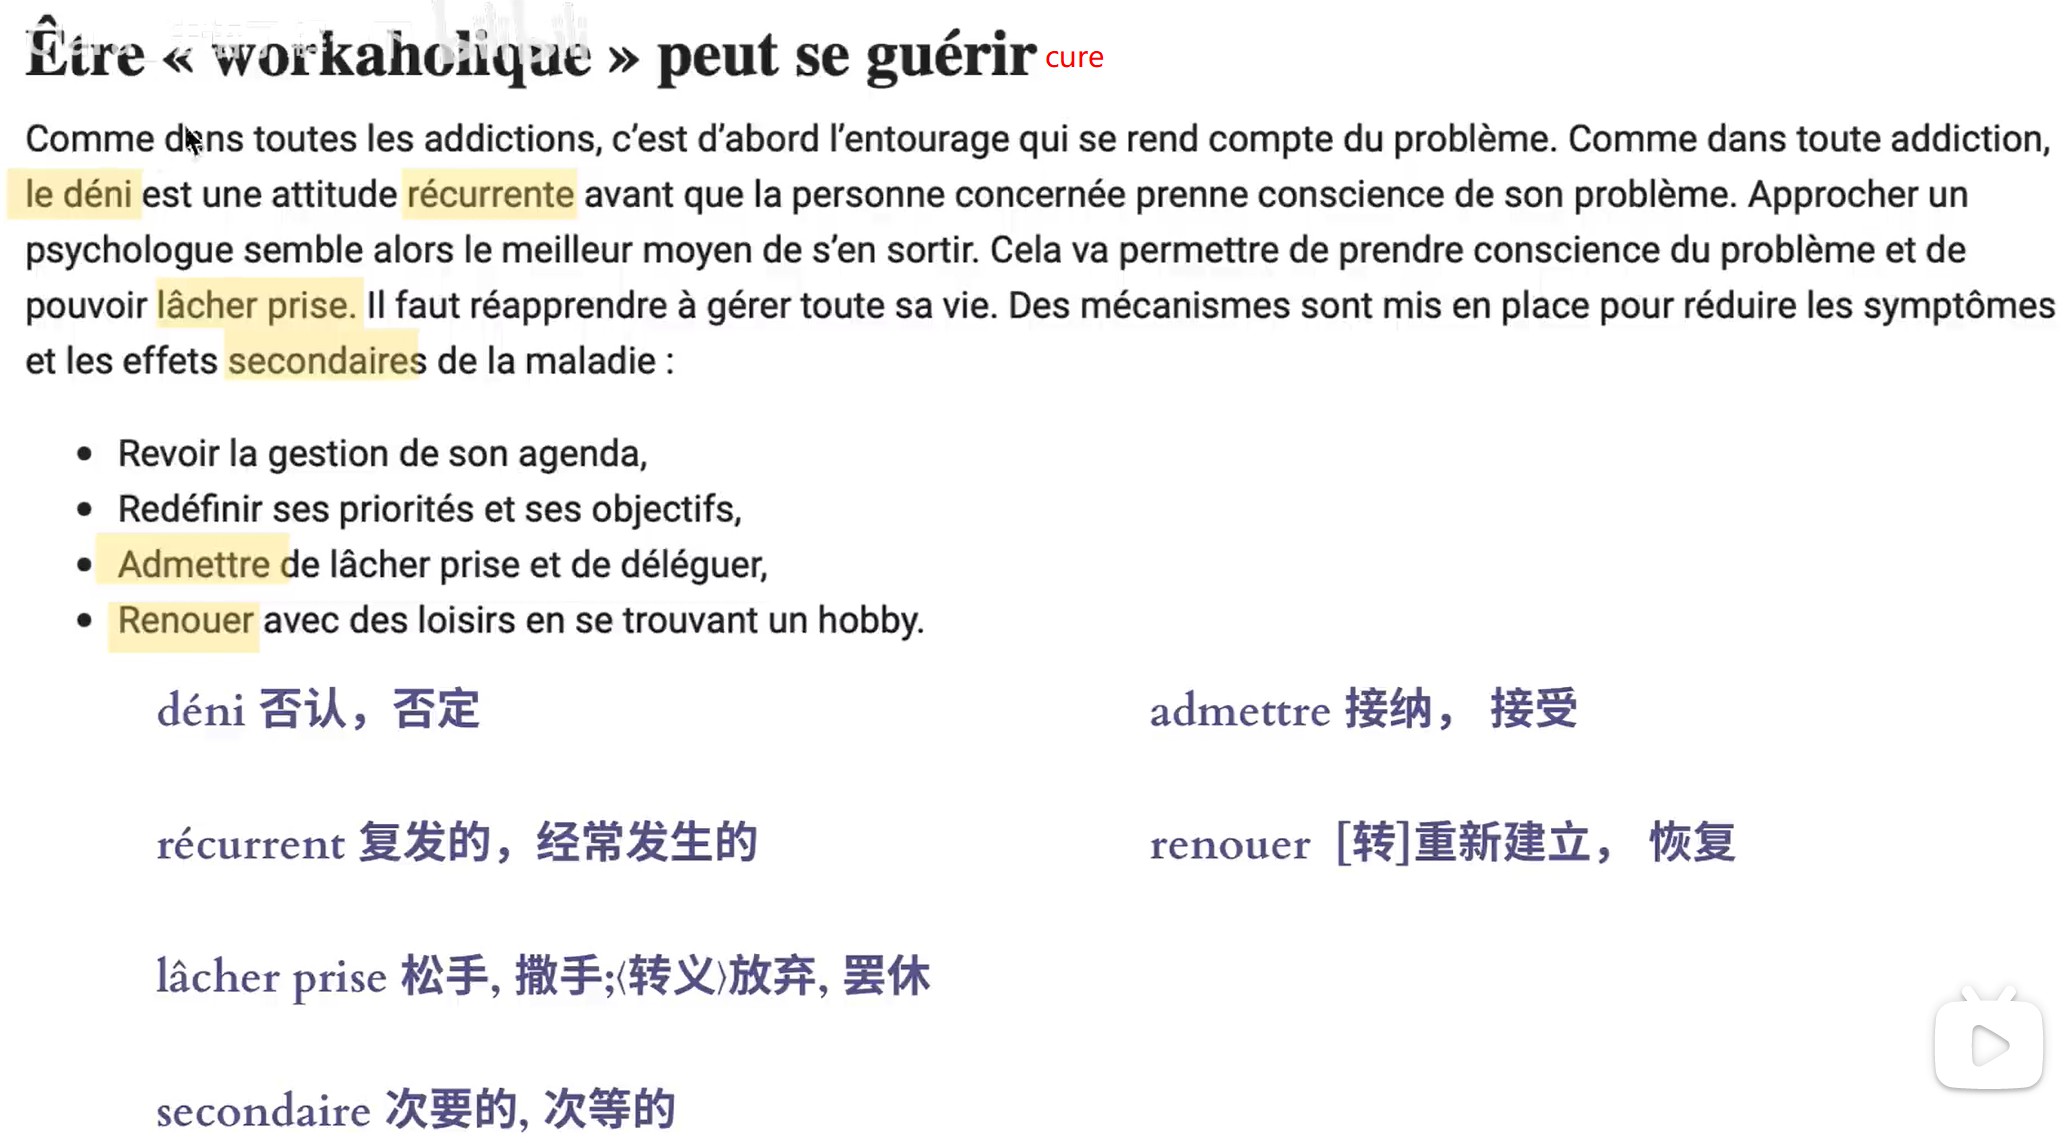 Être « workaholique » peut se guérir cure
Comme dans toutes les addictions, c’est d’abord l’entourage qui se rend compte du problème. Comme dans toute addiction,
le déni est une attitude récurrente avant que la personne concernée prenne conscience de son problème. Approcher un
psychologue semble alors le meilleur moyen de s’en sortir. Cela va permettre de prendre conscience du problème et de
pouvoir lâcher prise. Il faut réapprendre à gérer toute sa vie. Des mécanismes sont mis en place pour réduire les symptômes
et les effets secondaires de la maladie :
• Revoir la gestion de son agenda,
• Redéfinir ses priorités et ses objectifs,
• Admettre de lâcher prise et de déléguer,
• Renouer avec des loisirs en se trouvant un hobby.
déni 否认，否定
admettre 接纳， 接受
récurrent 复发的，经常发生的
renouer [转]重新建立， 恢复
lâcher prise 松手, 撒手;〈转义〉放弃, 罢休
secondaire 次要的, 次等的